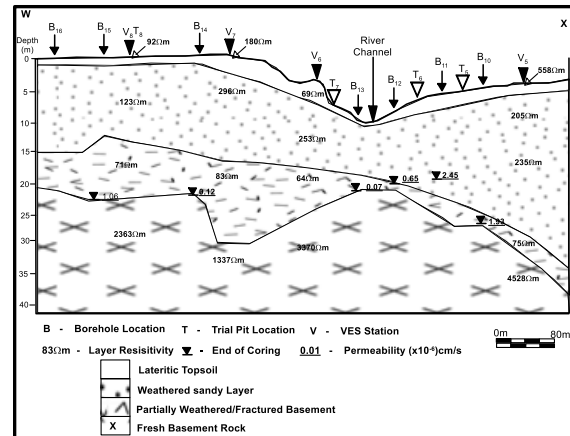 W
X
B16
B15
V8 T8
92Ωm
B14
V7
180Ωm
V6
69Ωm
T7
River
Channel
B13
B12
T6
B11
T5
B10
V5
558Ωm
Depth
(m)
0
5
10
15
20
25
30
35
40
123Ωm
296Ωm
253Ωm
205Ωm
235Ωm
71Ωm
83Ωm
64Ωm
75Ωm
1.06
0.12
0.07
0.65
2.45
1.93
2363Ωm
1337Ωm
3370Ωm
4528Ωm
B - Borehole Location T - Trial Pit Location V - VES Station
83Ωm - Layer Resisitivity - End of Coring 0.01 - Permeability (x10⁻⁶)cm/s
0m 80m
Lateritic Topsoil
Weathered sandy Layer
Partially Weathered/Fractured Basement
X Fresh Basement Rock